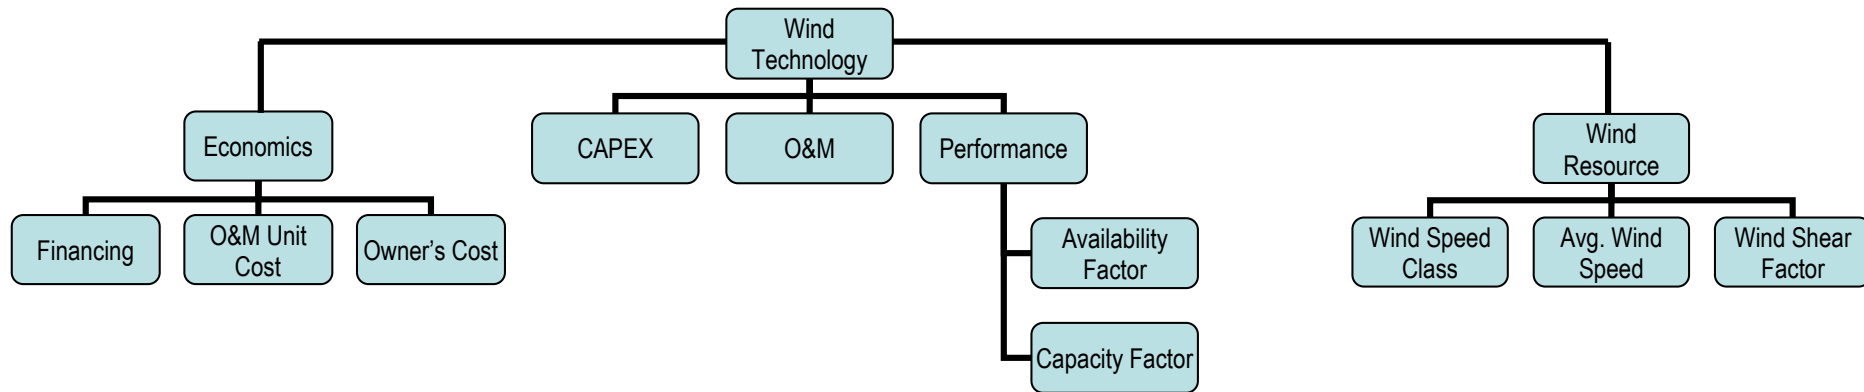 Wind
Technology
Economics
CAPEX
O&M
Performance
Wind
Resource
Financing
O&M Unit
Cost
Owner’s Cost
Availability
Factor
Wind Speed
Class
Avg. Wind
Speed
Wind Shear
Factor
Capacity Factor